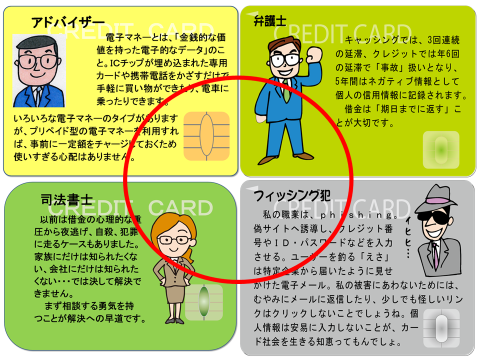 アドバイザー
電子マネーとは、「金銭的な価
値を持った電子的なデータ」のこ
と。ICチップが埋め込まれた専用
カードや携帯電話をかざすだけで
手軽に買い物ができたり、電車に
乗ったりできます。
いろいろな電子マネーのタイプがあります
が、プリペイド型の電子マネーを利用すれ
ば、事前に一定額をチャージしておくため
使いすぎる心配はありません。
CREDIT CARD
弁護士
キャッシングでは、3回連続
の延滞、クレジットでは年6回
の延滞で「事故」扱いとなり、
5年間はネガティブ情報として
個人の信用情報に記録されます。
借金は「期日までに返す」こ
とが大切です。
CREDIT CARD
司法書士
以前は借金の心理的な重
圧から夜逃げ、自殺、犯罪
に走るケースもありました。
家族だけには知られたくな
い、会社にだけは知られた
くない・・・では決して解決で
きません。
まず相談する勇気を持
つことが解決への早道です。
CREDIT CARD
フィッシング犯
私の職業は、ｐｈｉｓｈｉｎｇ。
偽サイトへ誘導し、クレジット番
号やＩＤ・パスワードなどを入力
させる。ユーザーを釣る「えさ」
は特定企業から届いたように見せ
かけた電子メール。私の被害にあわないためには、
むやみにメールに返信したり、少しでも怪しいリン
クはクリックしないことでしょうね。個
人情報は安易に入力しないことが、カー
ド社会を生きる知恵ってもんでしょ。
イヒヒ…
CREDIT CARD